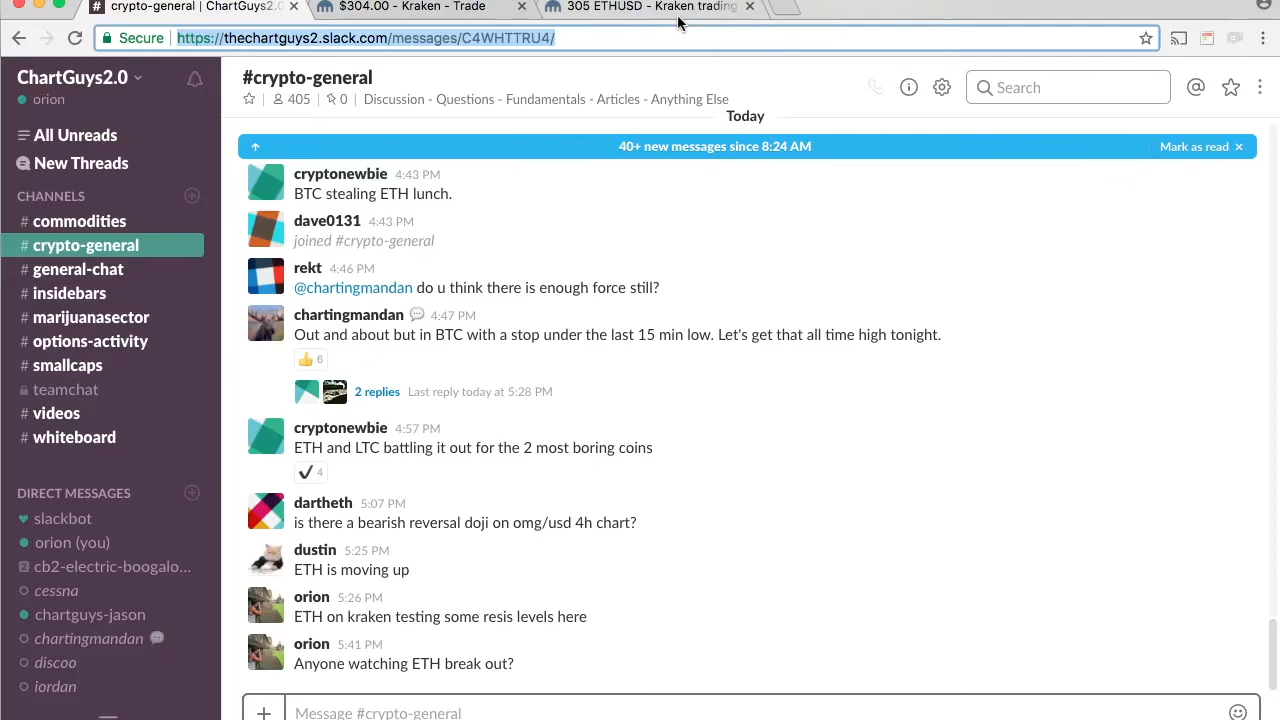 crypto-general | ChartGuys2.0
$304.00 - Kraken - Trade
305 ETHUSD - Kraken trading
Secure
https://thechartguys2.slack.com/messages/C4WHTTRU4/
ChartGuys2.0
orion
All Unreads
New Threads
CHANNELS
# commodities
# crypto-general
# general-chat
# insidebars
# marijuanasector
# options-activity
# smallcaps
teamchat
# videos
# whiteboard
DIRECT MESSAGES
slackbot
orion (you)
2 cb2-electric-boogalo...
cessna
chartguys-jason
chartingmandan
discoo
iordan
#crypto-general
405 | 0 | Discussion - Questions - Fundamentals - Articles - Anything Else
Search
Today
40+ new messages since 8:24 AM
Mark as read
cryptonewbie 4:43 PM
BTC stealing ETH lunch.
dave0131 4:43 PM
joined #crypto-general
rekt 4:46 PM
@chartingmandan do u think there is enough force still?
chartingmandan 4:47 PM
Out and about but in BTC with a stop under the last 15 min low. Let's get that all time high tonight.
6
2 replies Last reply today at 5:28 PM
cryptonewbie 4:57 PM
ETH and LTC battling it out for the 2 most boring coins
4
dartheth 5:07 PM
is there a bearish reversal doji on omg/usd 4h chart?
dustin 5:25 PM
ETH is moving up
orion 5:26 PM
ETH on kraken testing some resis levels here
orion 5:41 PM
Anyone watching ETH break out?
Message #crypto-general